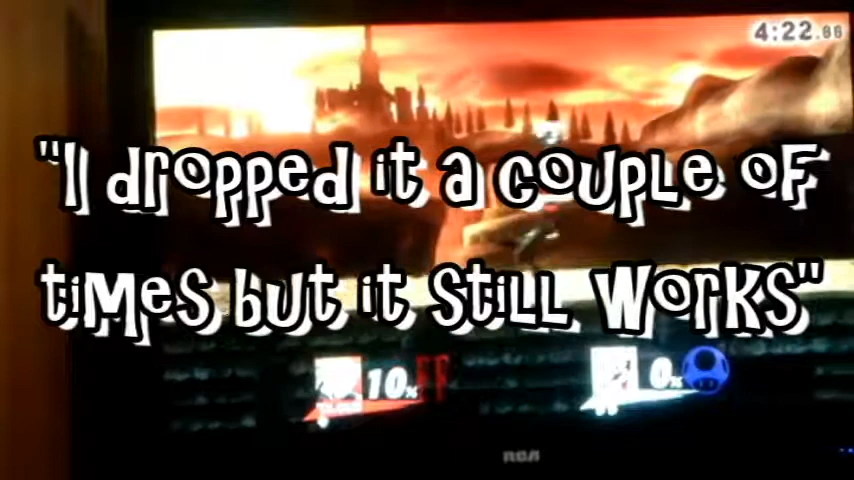 4:22.86
"I dropped it a couple of
times but it still works"
10%
0%
RCA